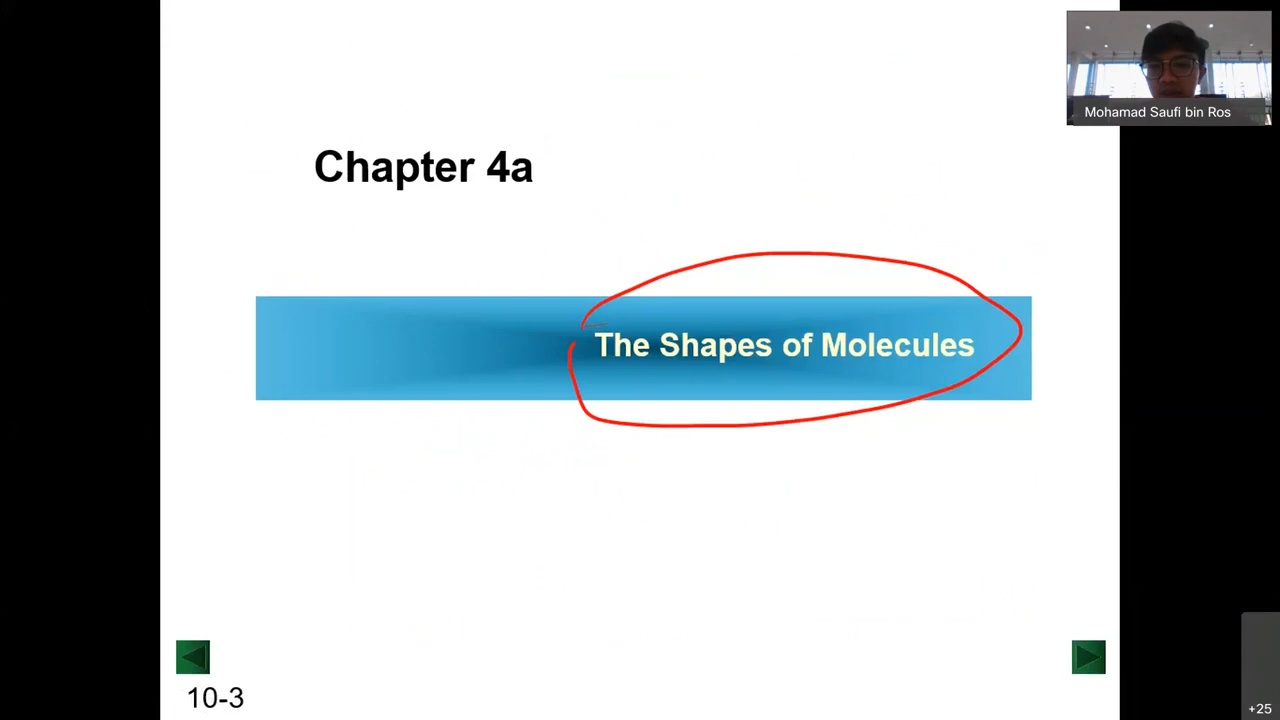 Mohamad Saufi bin Ros
Chapter 4a
The Shapes of Molecules
10-3
+25